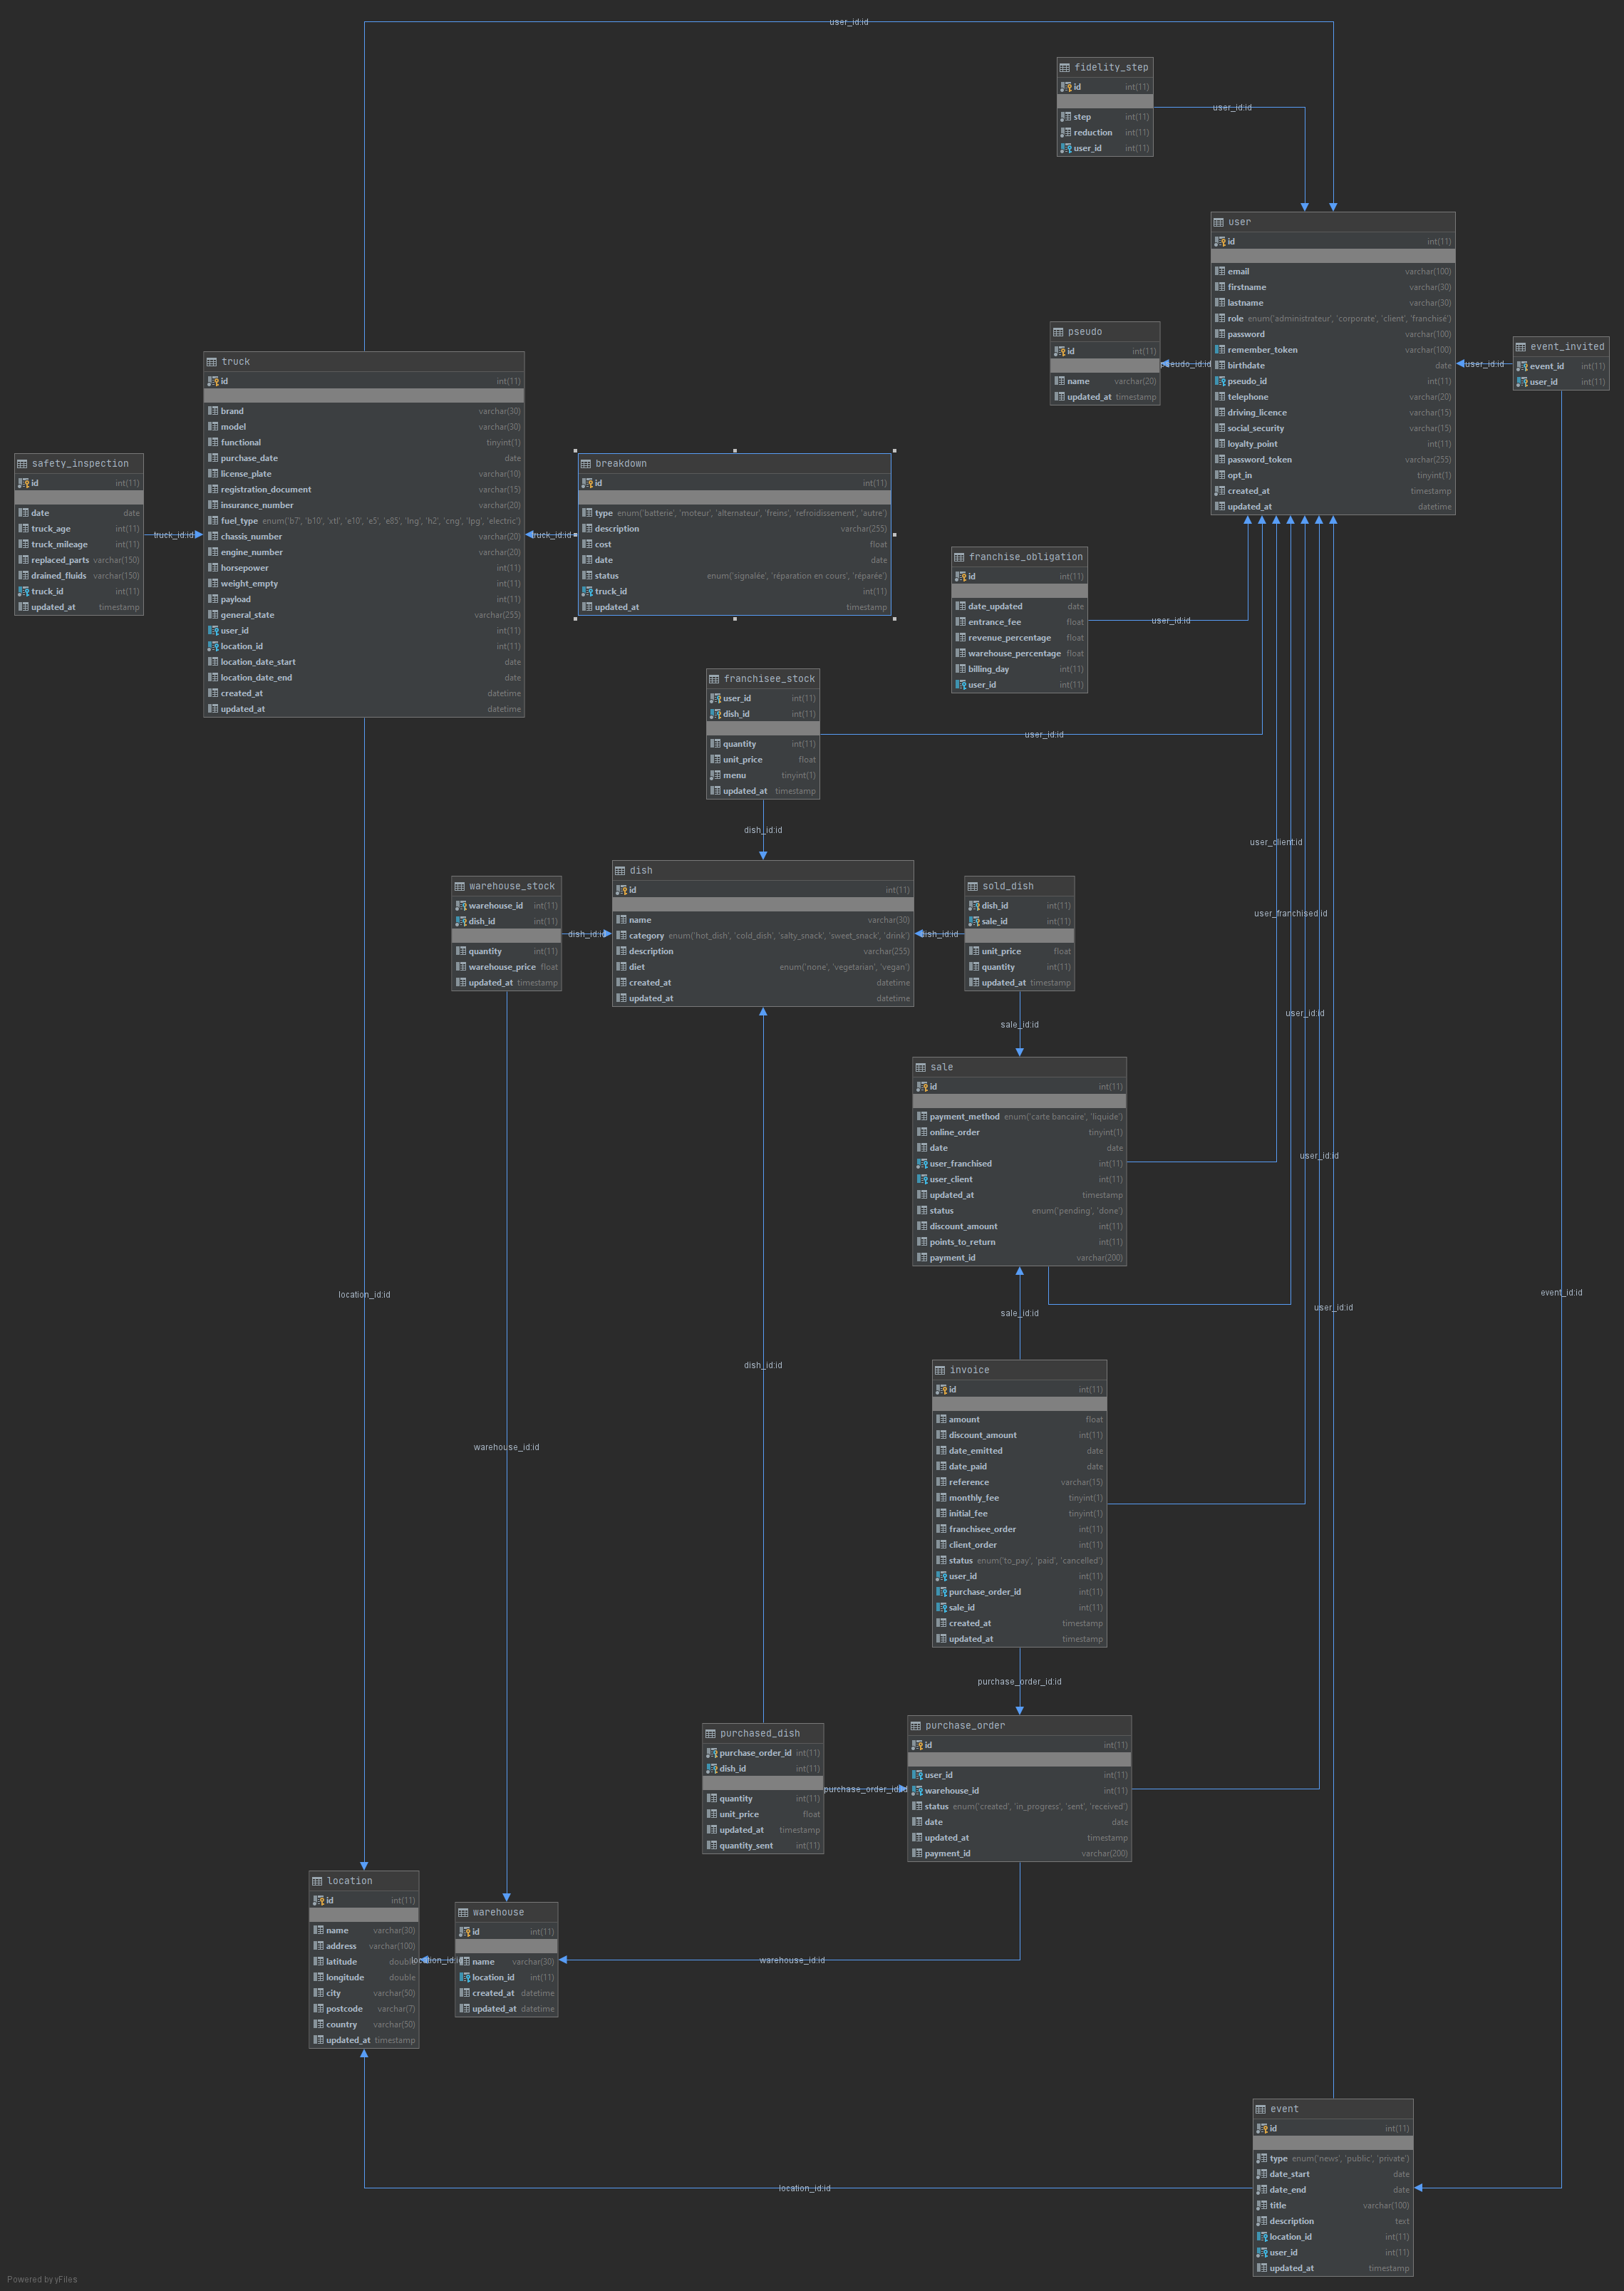 user_id:id
fidelity_step
id int(11)
step int(11)
reduction int(11)
user_id int(11)
user_id:id
user
id int(11)
email varchar(100)
firstname varchar(30)
lastname varchar(30)
role enum('administrateur', 'corporate', 'client', 'franchisé')
password varchar(100)
remember_token varchar(100)
birthdate date
pseudo_id int(11)
telephone varchar(20)
driving_licence varchar(15)
social_security varchar(15)
loyalty_point int(11)
password_token varchar(255)
opt_in tinyint(1)
created_at timestamp
updated_at datetime
pseudo
id int(11)
name varchar(20)
updated_at timestamp
pseudo_id:id
event_invited
event_id int(11)
user_id int(11)
user_id:id
truck
id int(11)
brand varchar(30)
model varchar(30)
functional tinyint(1)
purchase_date date
license_plate varchar(10)
registration_document varchar(15)
insurance_number varchar(20)
fuel_type enum('b7', 'b10', 'xtl', 'e10', 'e5', 'e85', 'lng', 'h2', 'cng', 'lpg', 'electric')
chassis_number varchar(20)
engine_number varchar(20)
horsepower int(11)
weight_empty int(11)
payload int(11)
general_state varchar(255)
user_id int(11)
location_id int(11)
location_date_start date
location_date_end date
created_at datetime
updated_at datetime
safety_inspection
id int(11)
date date
truck_age int(11)
truck_mileage int(11)
replaced_parts varchar(150)
drained_fluids varchar(150)
truck_id int(11)
updated_at timestamp
truck_id:id
breakdown
id int(11)
type enum('batterie', 'moteur', 'alternateur', 'freins', 'refroidissement', 'autre')
description varchar(255)
cost float
date date
status enum('signalée', 'réparation en cours', 'réparée')
truck_id int(11)
updated_at timestamp
truck_id:id
franchise_obligation
id int(11)
date_updated date
entrance_fee float
revenue_percentage float
warehouse_percentage float
billing_day int(11)
user_id int(11)
user_id:id
franchisee_stock
user_id int(11)
dish_id int(11)
quantity int(11)
unit_price float
menu tinyint(1)
updated_at timestamp
user_id:id
dish_id:id
user_client:id
dish
id int(11)
name varchar(30)
category enum('hot_dish', 'cold_dish', 'salty_snack', 'sweet_snack', 'drink')
description varchar(255)
diet enum('none', 'vegetarian', 'vegan')
created_at datetime
updated_at datetime
warehouse_stock
warehouse_id int(11)
dish_id int(11)
quantity int(11)
warehouse_price float
updated_at timestamp
dish_id:id
sold_dish
dish_id int(11)
sale_id int(11)
unit_price float
quantity int(11)
updated_at timestamp
dish_id:id
user_franchised:id
user_id:id
sale_id:id
sale
id int(11)
payment_method enum('carte bancaire', 'liquide')
online_order tinyint(1)
date date
user_franchised int(11)
user_client int(11)
updated_at timestamp
status enum('pending', 'done')
discount_amount int(11)
points_to_return int(11)
payment_id varchar(200)
user_id:id
location_id:id
event_id:id
user_id:id
sale_id:id
dish_id:id
invoice
id int(11)
amount float
discount_amount int(11)
date_emitted date
date_paid date
reference varchar(15)
monthly_fee tinyint(1)
initial_fee tinyint(1)
franchisee_order int(11)
client_order int(11)
status enum('to_pay', 'paid', 'cancelled')
user_id int(11)
purchase_order_id int(11)
sale_id int(11)
created_at timestamp
updated_at timestamp
warehouse_id:id
purchase_order_id:id
purchased_dish
purchase_order_id int(11)
dish_id int(11)
quantity int(11)
unit_price float
updated_at timestamp
quantity_sent int(11)
purchase_order_id:id
purchase_order
id int(11)
user_id int(11)
warehouse_id int(11)
status enum('created', 'in_progress', 'sent', 'received')
date date
updated_at timestamp
payment_id varchar(200)
location
id int(11)
name varchar(30)
address varchar(100)
latitude double
longitude double
city varchar(50)
postcode varchar(7)
country varchar(50)
updated_at timestamp
location_id:id
warehouse
id int(11)
name varchar(30)
location_id int(11)
created_at datetime
updated_at datetime
warehouse_id:id
event
id int(11)
type enum('news', 'public', 'private')
date_start date
date_end date
title varchar(100)
description text
location_id int(11)
user_id int(11)
updated_at timestamp
location_id:id
Powered by yFiles